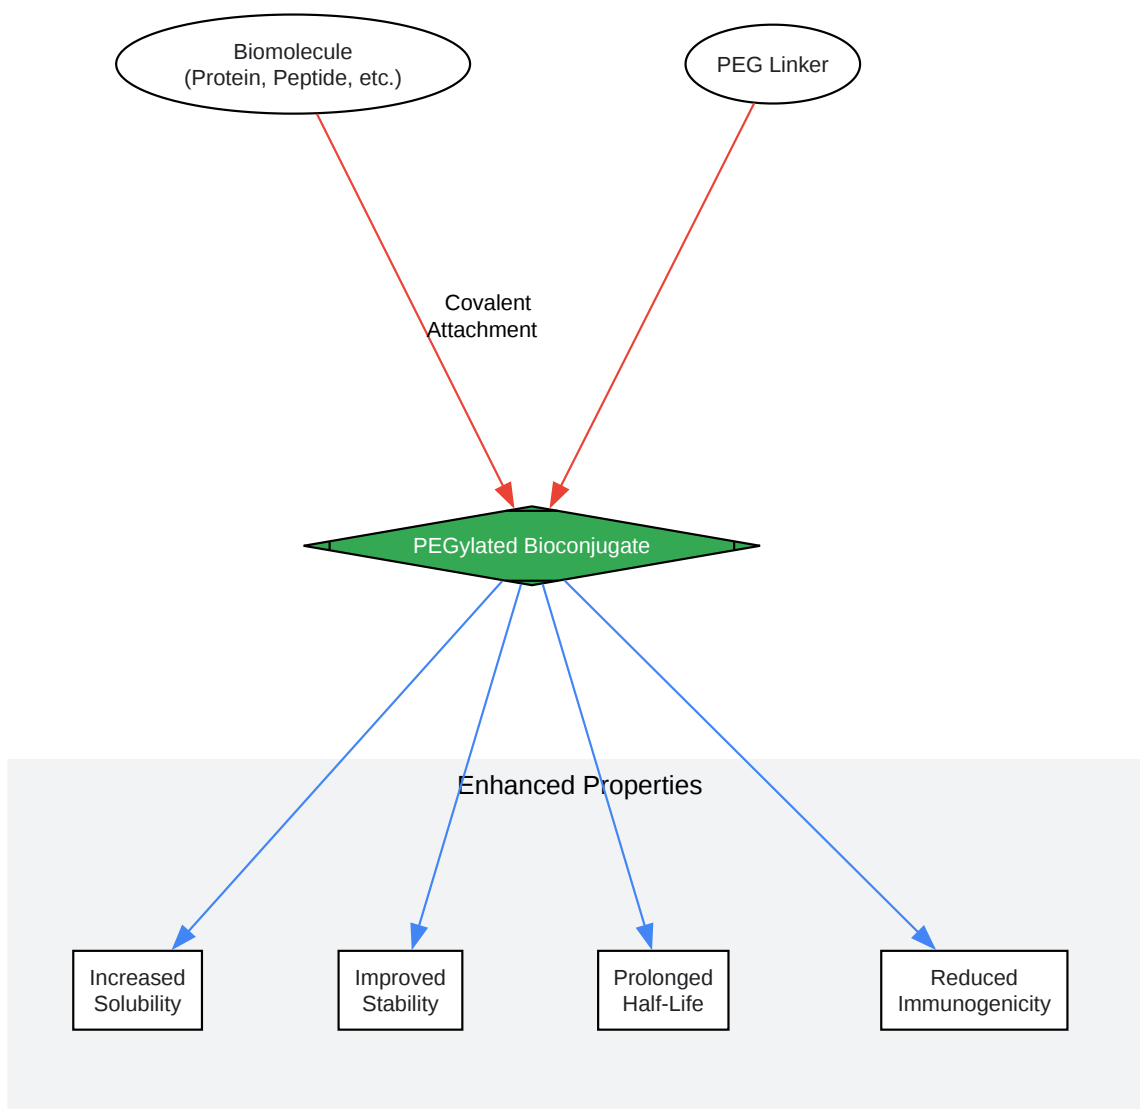 Biomolecule
(Protein, Peptide, etc.)
PEG Linker
Covalent
Attachment
PEGylated Bioconjugate
Enhanced Properties
Increased
Solubility
Improved
Stability
Prolonged
Half-Life
Reduced
Immunogenicity